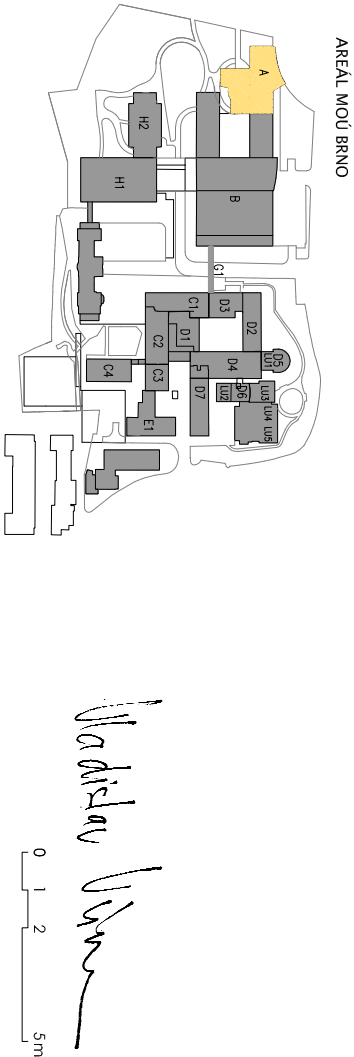 AREÁL MOÚ BRNO
A
H2
H1
B
G1
C1
D3
D2
D1
C2
D4
LU1
D5
C4
C3
D7
LU2
D6
LU3
LU4
LU5
E1
Vladislav
0 1 2 5 m